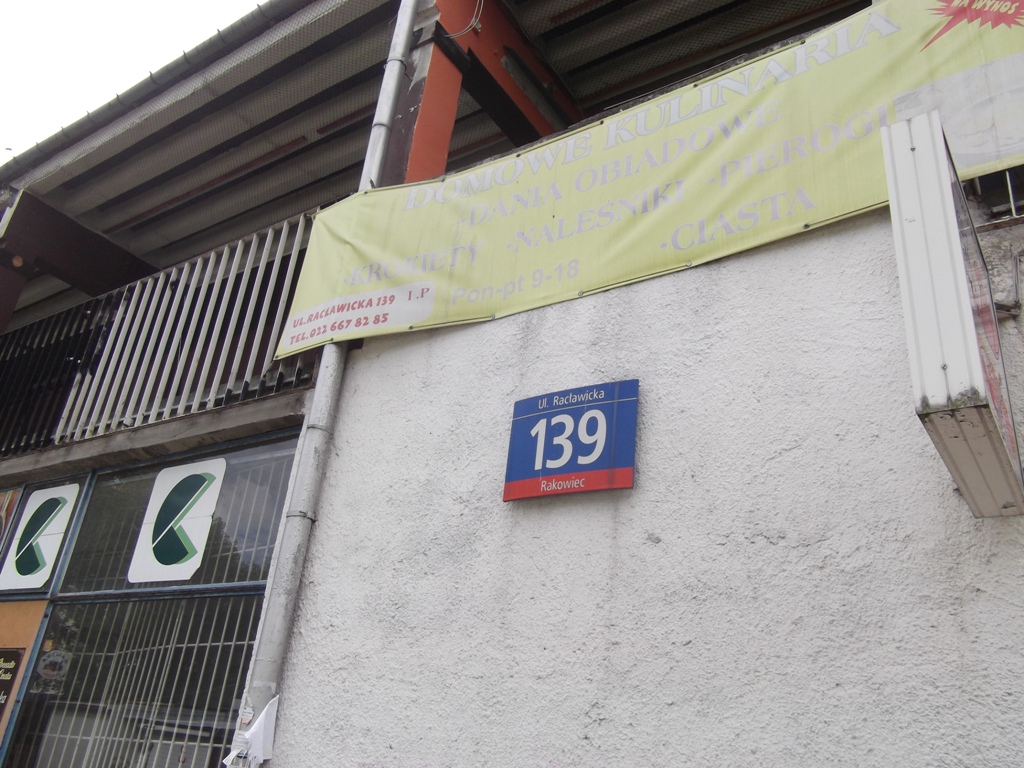 NA WYNOS
DOMOWE KULINARIA
-DANIA OBIADOWE
-KROKIETY -NALEŚNIKI -PIEROGI
-CIASTA
Pon-pt 9-18
UL.RACŁAWICKA 139 I.P
TEL.022 667 82 85
Ul. Racławicka
139
Rakowiec